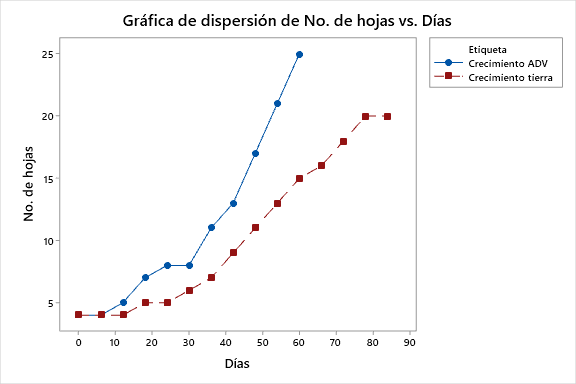 Gráfica de dispersión de No. de hojas vs. Días
Etiqueta
Crecimiento ADV
Crecimiento tierra
No. de hojas
25
20
15
10
5
0 10 20 30 40 50 60 70 80 90
Días